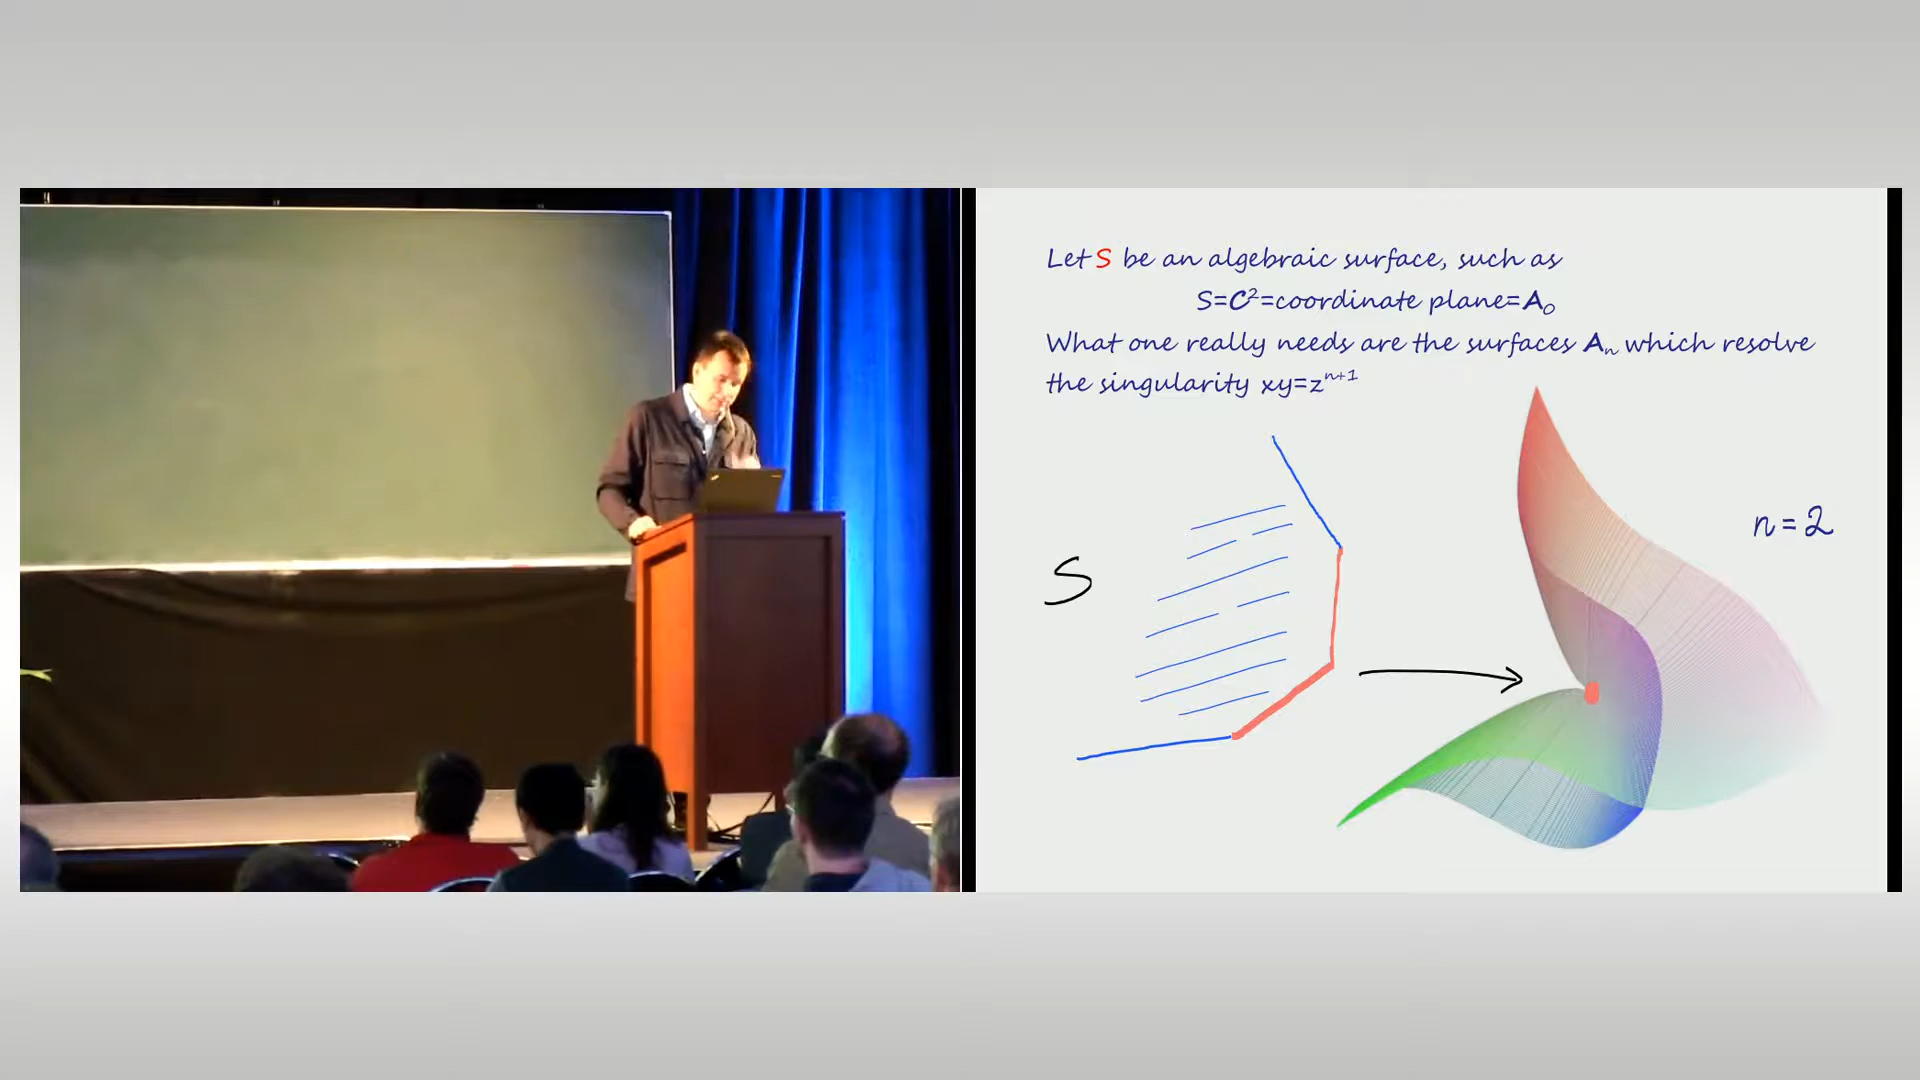 Let S be an algebraic surface, such as
S=C²=coordinate plane=A₀
What one really needs are the surfaces Aₙ which resolve
the singularity xy=zⁿ⁺¹
n=2
S